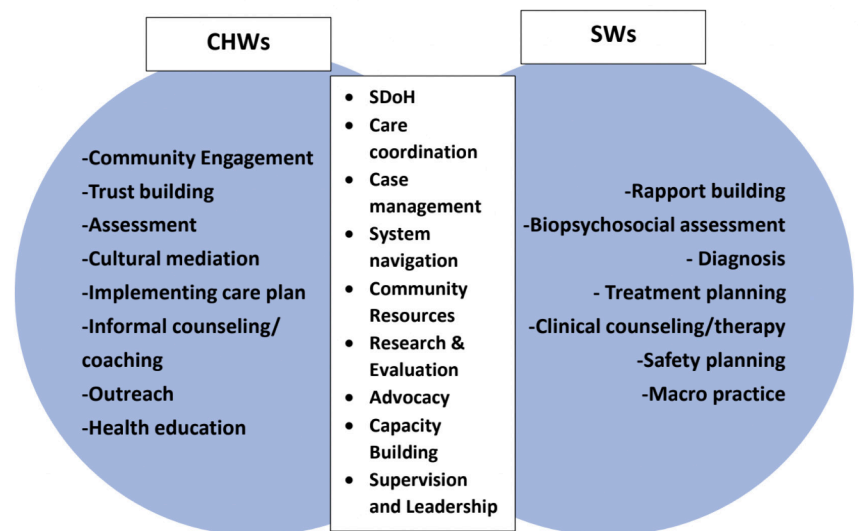 CHWs
SWs
-Community Engagement
-Trust building
-Assessment
-Cultural mediation
-Implementing care plan
-Informal counseling/
coaching
-Outreach
-Health education
• SDoH
• Care
coordination
• Case
management
• System
navigation
• Community
Resources
• Research &
Evaluation
• Advocacy
• Capacity
Building
• Supervision
and Leadership
-Rapport building
-Biopsychosocial assessment
- Diagnosis
- Treatment planning
-Clinical counseling/therapy
-Safety planning
-Macro practice